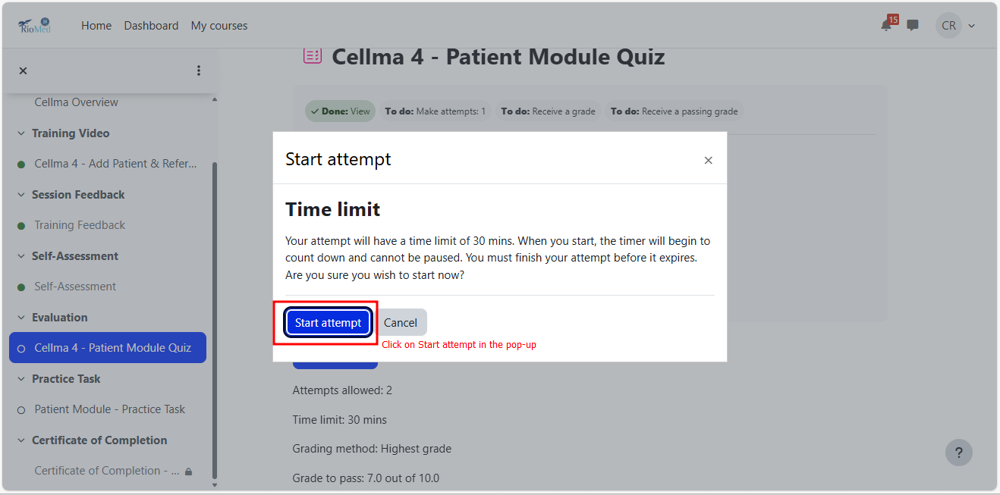 RioMed
Home Dashboard My courses
15
CR
Cellma 4 - Patient Module Quiz
Cellma Overview
Done: View To do: Make attempts: 1 To do: Receive a grade To do: Receive a passing grade
Training Video
Cellma 4 - Add Patient & Refer...
Session Feedback
Training Feedback
Self-Assessment
Self-Assessment
Evaluation
Cellma 4 - Patient Module Quiz
Practice Task
Patient Module - Practice Task
Certificate of Completion
Certificate of Completion - ...
Start attempt
×
Time limit
Your attempt will have a time limit of 30 mins. When you start, the timer will begin to
count down and cannot be paused. You must finish your attempt before it expires.
Are you sure you wish to start now?
Start attempt Cancel
Click on Start attempt in the pop-up
Attempts allowed: 2
Time limit: 30 mins
Grading method: Highest grade
Grade to pass: 7.0 out of 10.0
?